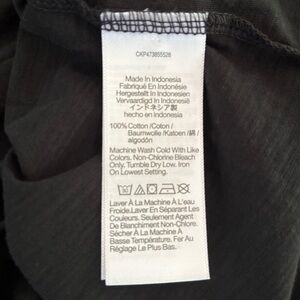 CKP473855528
Made In Indonesia
Fabriqué En Indonésie
Hergestellt In Indonesien
Vervaardigd In Indonesië
インドネシア製
hecho en indonesia
100% Cotton /Coton /
Baumwolle /Katoen /綿 /
algodón
Machine Wash Cold With Like
Colors. Non-Chlorine Bleach
Only. Tumble Dry Low. Iron
On Lowest Setting.
Laver À La Machine À L'eau
Froide.Laver En Séparant Les
Couleurs. Seulement Agent
De Blanchiment Non-Chlore.
Sécher À La Machine À
Basse Température. Fer Au
Réglage Le Plus Bas.